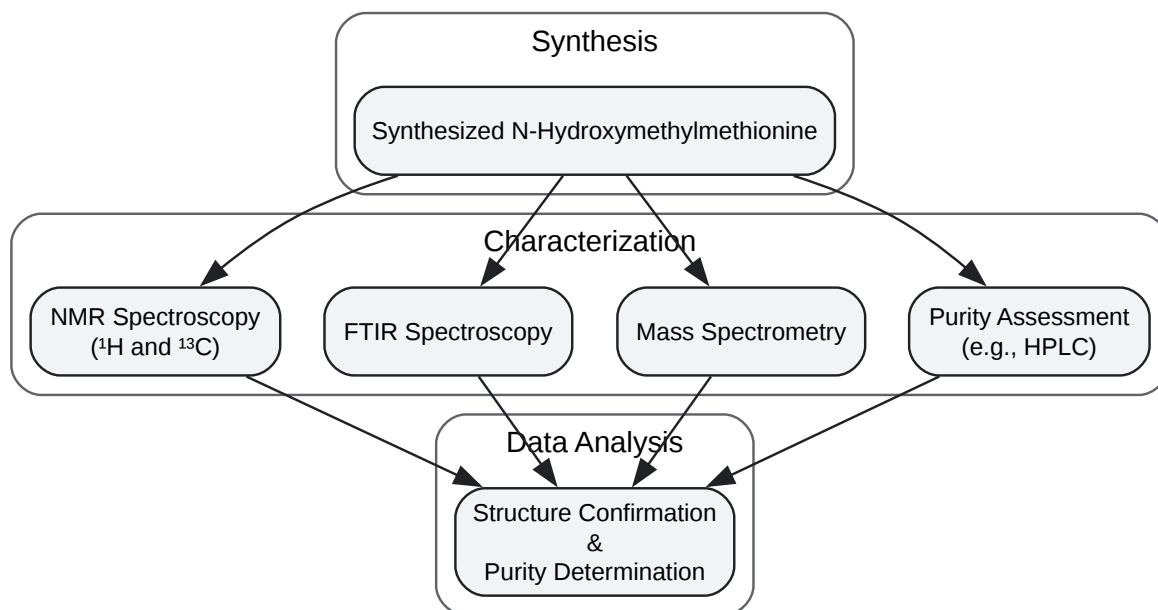 Synthesis
Synthesized N-Hydroxymethylmethionine
Characterization
NMR Spectroscopy
(¹H and ¹³C)
FTIR Spectroscopy
Mass Spectrometry
Purity Assessment
(e.g., HPLC)
Data Analysis
Structure Confirmation
&
Purity Determination